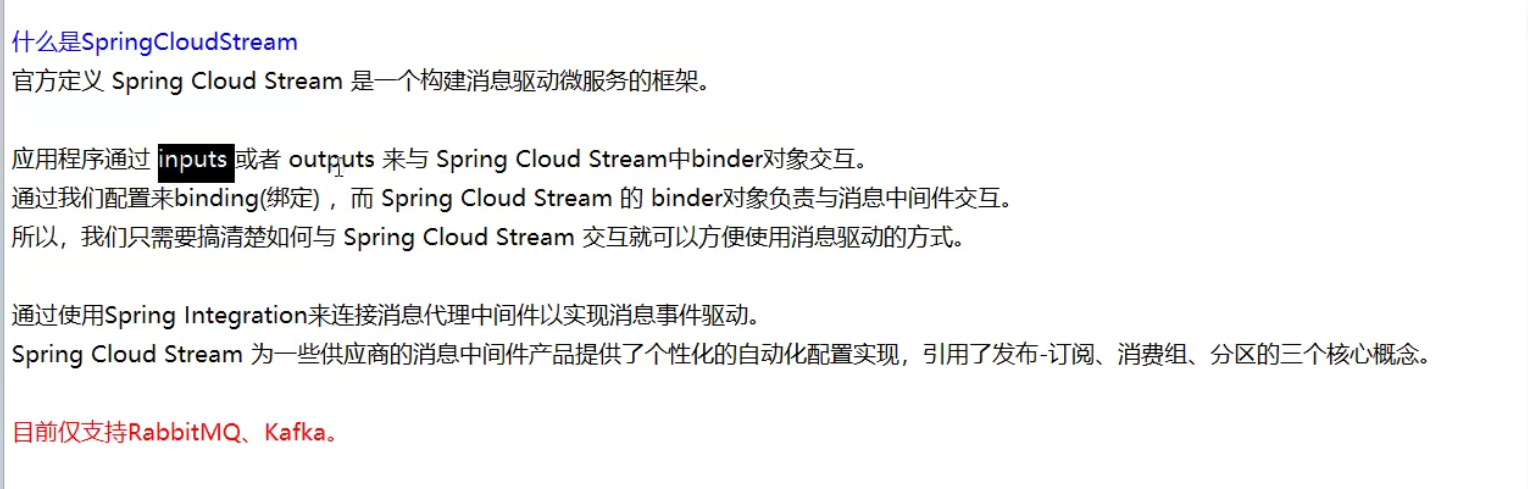 什么是SpringCloudStream
官方定义 Spring Cloud Stream 是一个构建消息驱动微服务的框架。
应用程序通过 inputs 或者 outputs 来与 Spring Cloud Stream中binder对象交互。
通过我们配置来binding(绑定) ，而 Spring Cloud Stream 的 binder对象负责与消息中间件交互。
所以，我们只需要搞清楚如何与 Spring Cloud Stream 交互就可以方便使用消息驱动的方式。
通过使用Spring Integration来连接消息代理中间件以实现消息事件驱动。
Spring Cloud Stream 为一些供应商的消息中间件产品提供了个性化的自动化配置实现，引用了发布-订阅、消费组、分区的三个核心概念。
目前仅支持RabbitMQ、Kafka。